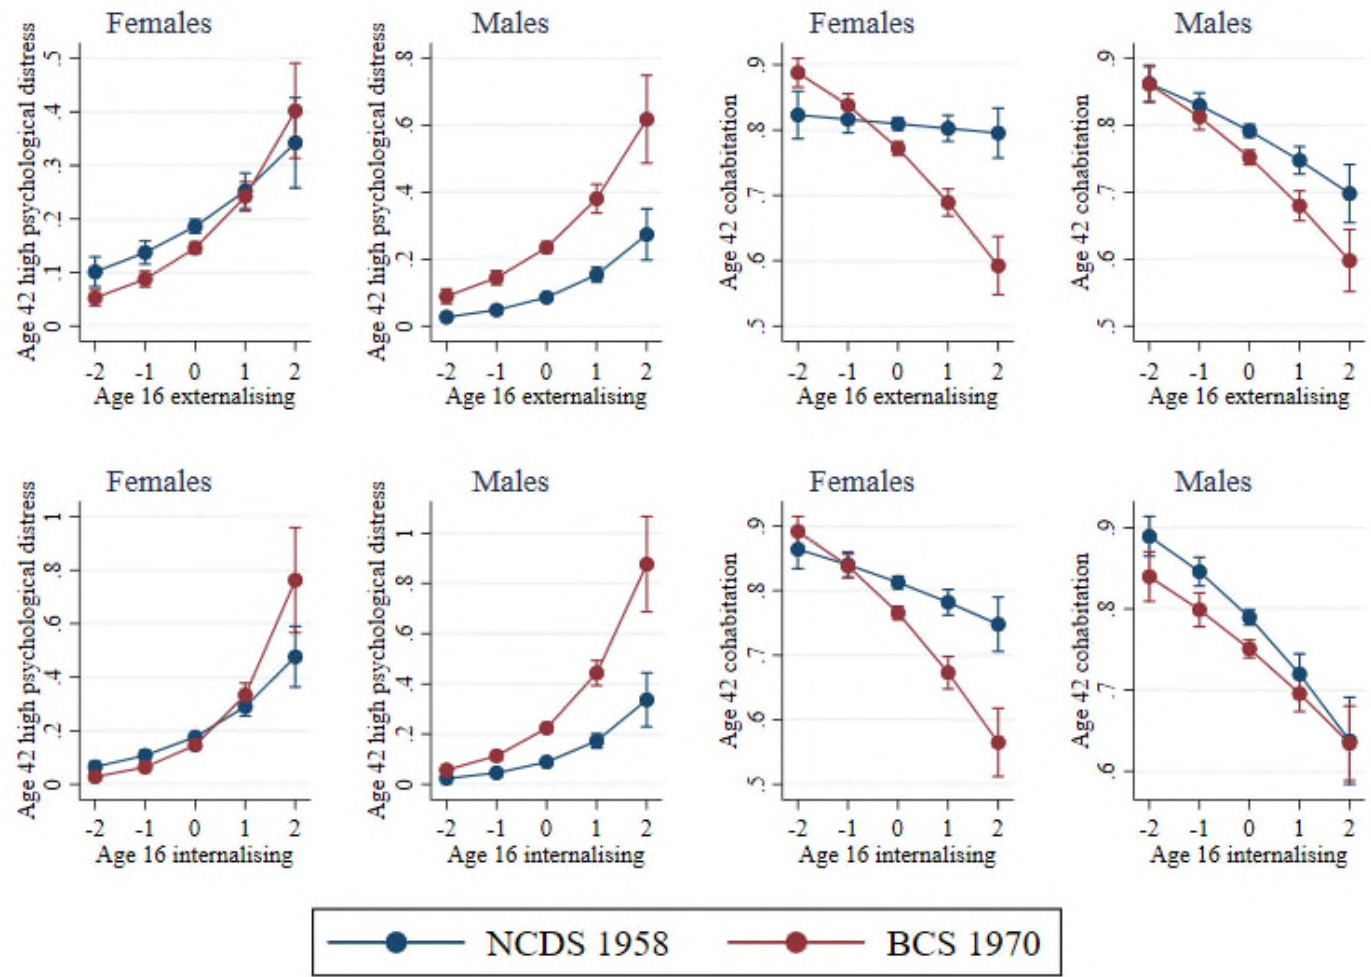 Females
Males
Females
Males
Age 42 high psychological distress
0 .1 .2 .3 .4 .5
-2 -1 0 1 2
Age 16 externalising
Age 42 high psychological distress
0 .2 .4 .6 .8
-2 -1 0 1 2
Age 16 externalising
Age 42 cohabitation
.5 .6 .7 .8 .9
-2 -1 0 1 2
Age 16 externalising
Age 42 cohabitation
.5 .6 .7 .8 .9
-2 -1 0 1 2
Age 16 externalising
Females
Males
Females
Males
Age 42 high psychological distress
0 .2 .4 .6 .8 1
-2 -1 0 1 2
Age 16 internalising
Age 42 high psychological distress
0 .2 .4 .6 .8 1
-2 -1 0 1 2
Age 16 internalising
Age 42 cohabitation
.5 .6 .7 .8 .9
-2 -1 0 1 2
Age 16 internalising
Age 42 cohabitation
.6 .7 .8 .9
-2 -1 0 1 2
Age 16 internalising
NCDS 1958
BCS 1970